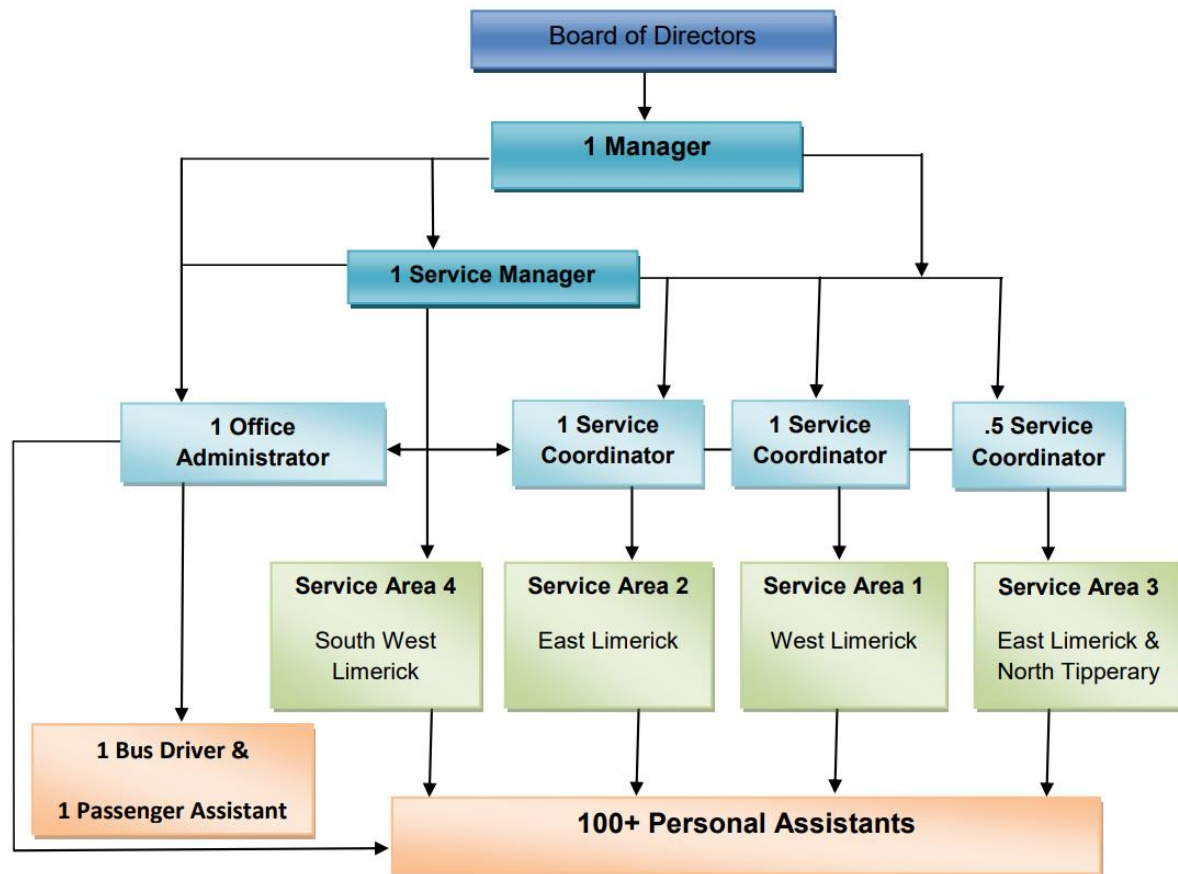 Board of Directors
1 Manager
1 Service Manager
1 Office
Administrator
1 Service
Coordinator
1 Service
Coordinator
.5 Service
Coordinator
Service Area 4
South West
Limerick
Service Area 2
East Limerick
Service Area 1
West Limerick
Service Area 3
East Limerick &
North Tipperary
1 Bus Driver &
1 Passenger Assistant
100+ Personal Assistants